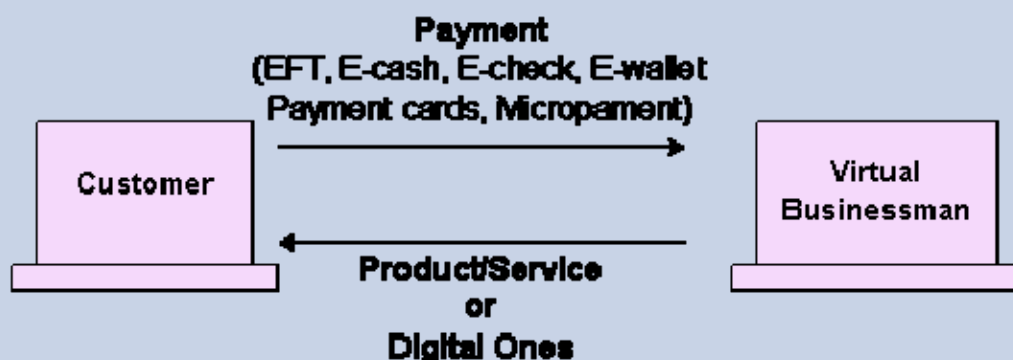 Payment
(EFT, E-cash, E-check, E-wallet
Payment cards, Micropament)
Customer
Virtual
Businessman
Product/Service
or
Digital Ones